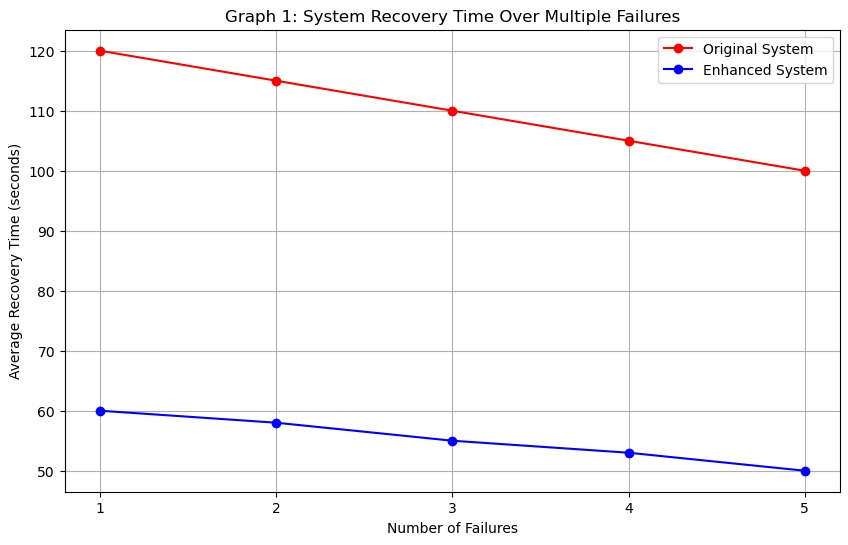 Graph 1: System Recovery Time Over Multiple Failures
Original System
Enhanced System
Average Recovery Time (seconds)
120
110
100
90
80
70
60
50
1 2 3 4 5
Number of Failures